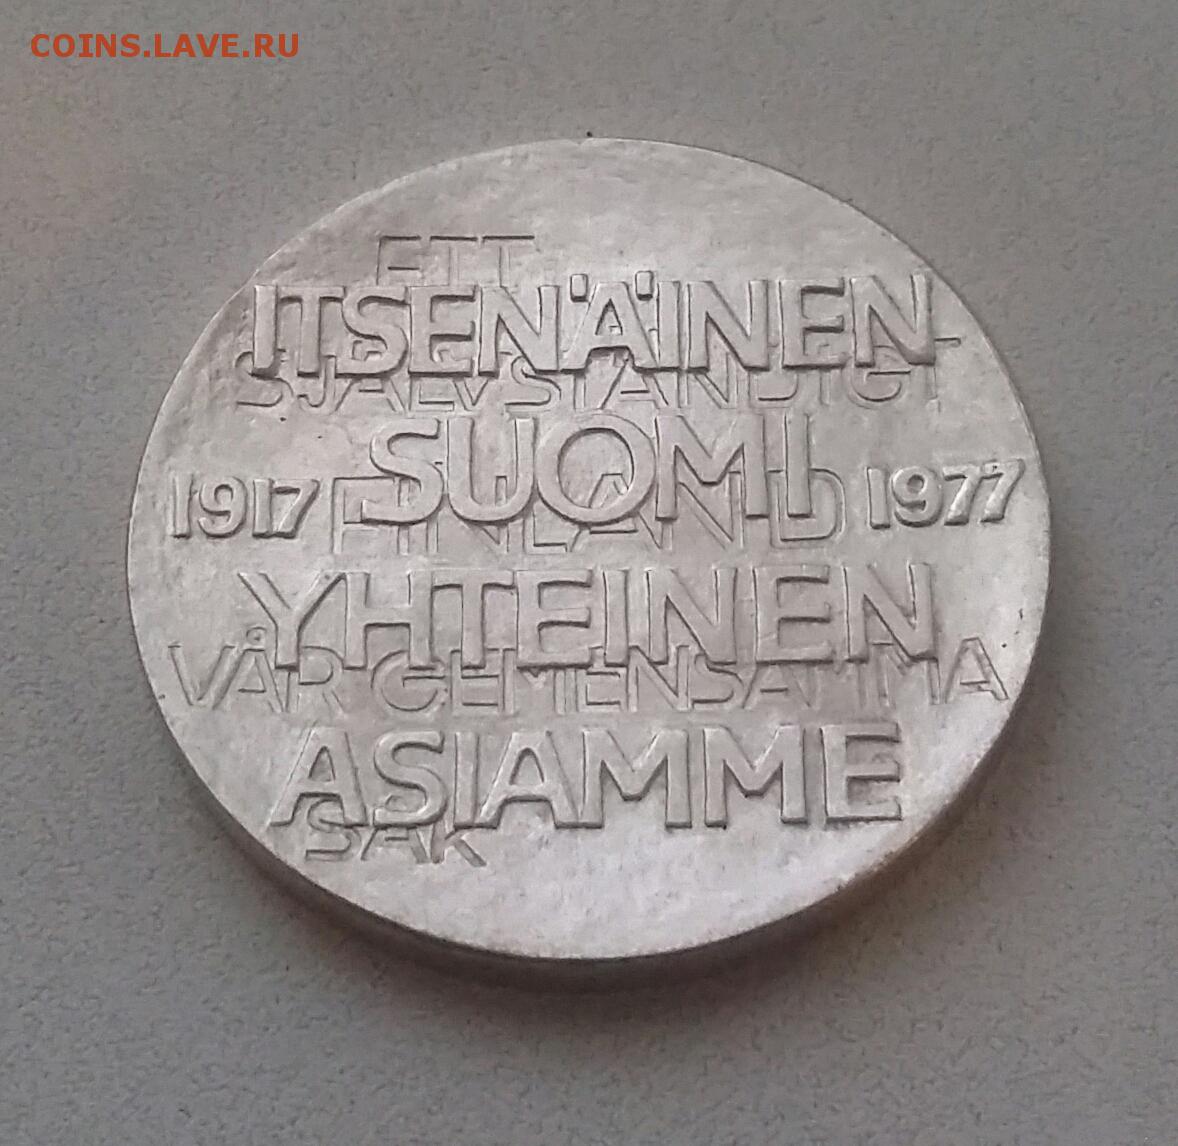 COINS.LAVE.RU
ETT
ITSENÄINEN
SJÄLVSTÄNDIGT
SUOMI
1917 FINLAND 1977
YHTEINEN
VÅR GEMENSAMMA
ASIAMME
SAK